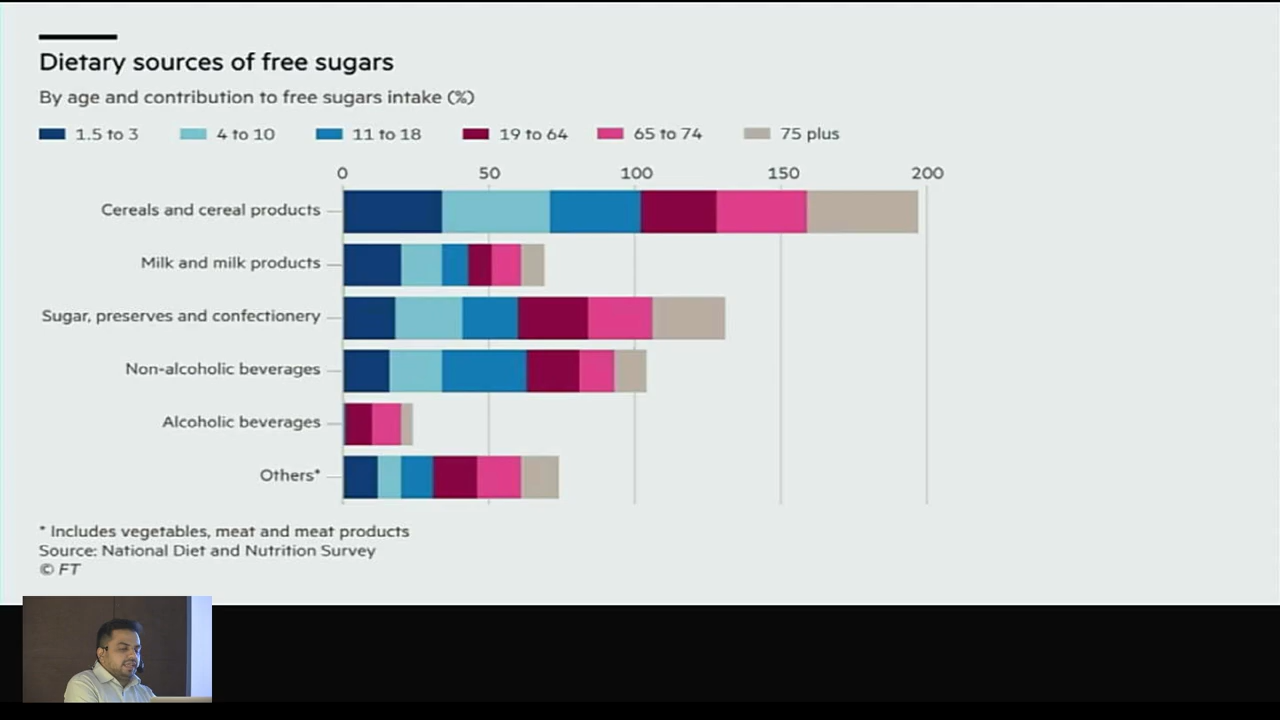 Dietary sources of free sugars
By age and contribution to free sugars intake (%)
1.5 to 3 4 to 10 11 to 18 19 to 64 65 to 74 75 plus
0 50 100 150 200
Cereals and cereal products
Milk and milk products
Sugar, preserves and confectionery
Non-alcoholic beverages
Alcoholic beverages
Others*
* Includes vegetables, meat and meat products
Source: National Diet and Nutrition Survey
© FT